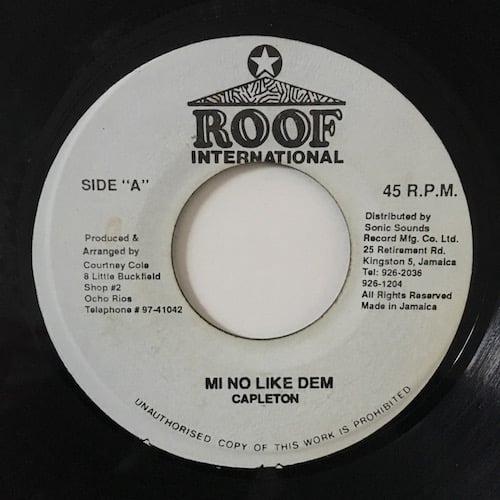 ROOF
INTERNATIONAL
SIDE "A"
45 R.P.M.
Produced &
Arranged by
Courtney Cole
8 Little Buckfield
Shop #2
Ocho Rios
Telephone # 97-41042
Distributed by
Sonic Sounds
Record Mfg. Co. Ltd.
25 Retirement Rd.
Kingston 5, Jamaica
Tel: 926-2036
926-1204
All Rights Reserved
Made in Jamaica
MI NO LIKE DEM
CAPLETON
UNAUTHORISED COPY OF THIS WORK IS PROHIBITED